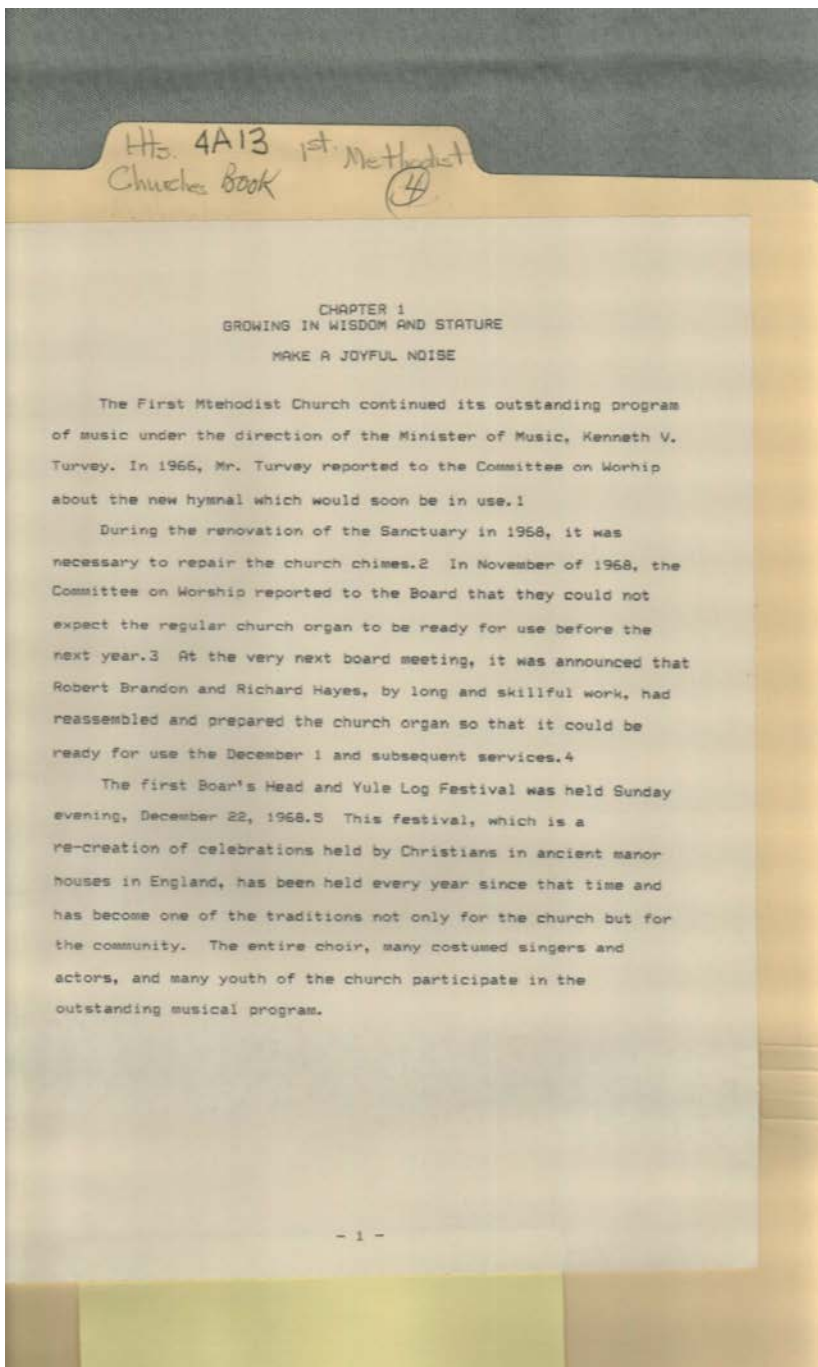 Hts. 4A13 1st. Methodist
Churches Book 4
CHAPTER 1
GROWING IN WISDOM AND STATURE
MAKE A JOYFUL NOISE
The First Mtehodist Church continued its outstanding program
of music under the direction of the Minister of Music, Kenneth V.
Turvey. In 1966, Mr. Turvey reported to the Committee on Worhip
about the new hymnal which would soon be in use.1
During the renovation of the Sanctuary in 1968, it was
necessary to repair the church chimes.2 In November of 1968, the
Committee on Worship reported to the Board that they could not
expect the regular church organ to be ready for use before the
next year.3 At the very next board meeting, it was announced that
Robert Brandon and Richard Hayes, by long and skillful work, had
reassembled and prepared the church organ so that it could be
ready for use the December 1 and subsequent services.4
The first Boar's Head and Yule Log Festival was held Sunday
evening, December 22, 1968.5 This festival, which is a
re-creation of celebrations held by Christians in ancient manor
houses in England, has been held every year since that time and
has become one of the traditions not only for the church but for
the community. The entire choir, many costumed singers and
actors, and many youth of the church participate in the
outstanding musical program.
- 1 -